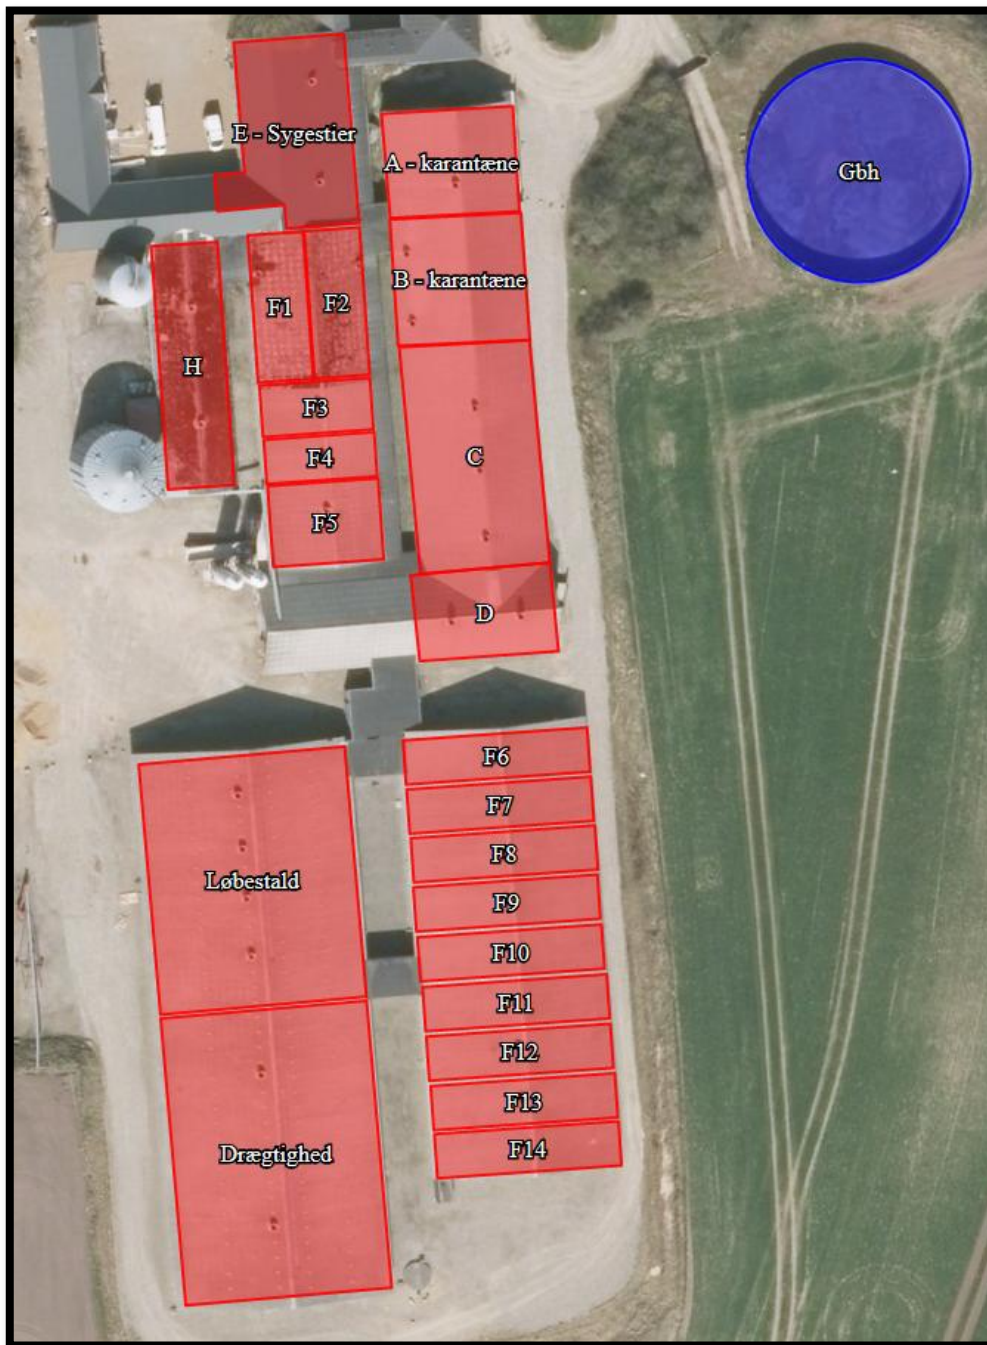 E - Sygestier
A - karantæne
Gbh
B - karantæne
F1
F2
H
F3
F4
C
F5
D
F6
F7
F8
Løbestald
F9
F10
F11
F12
F13
F14
Drægtighed